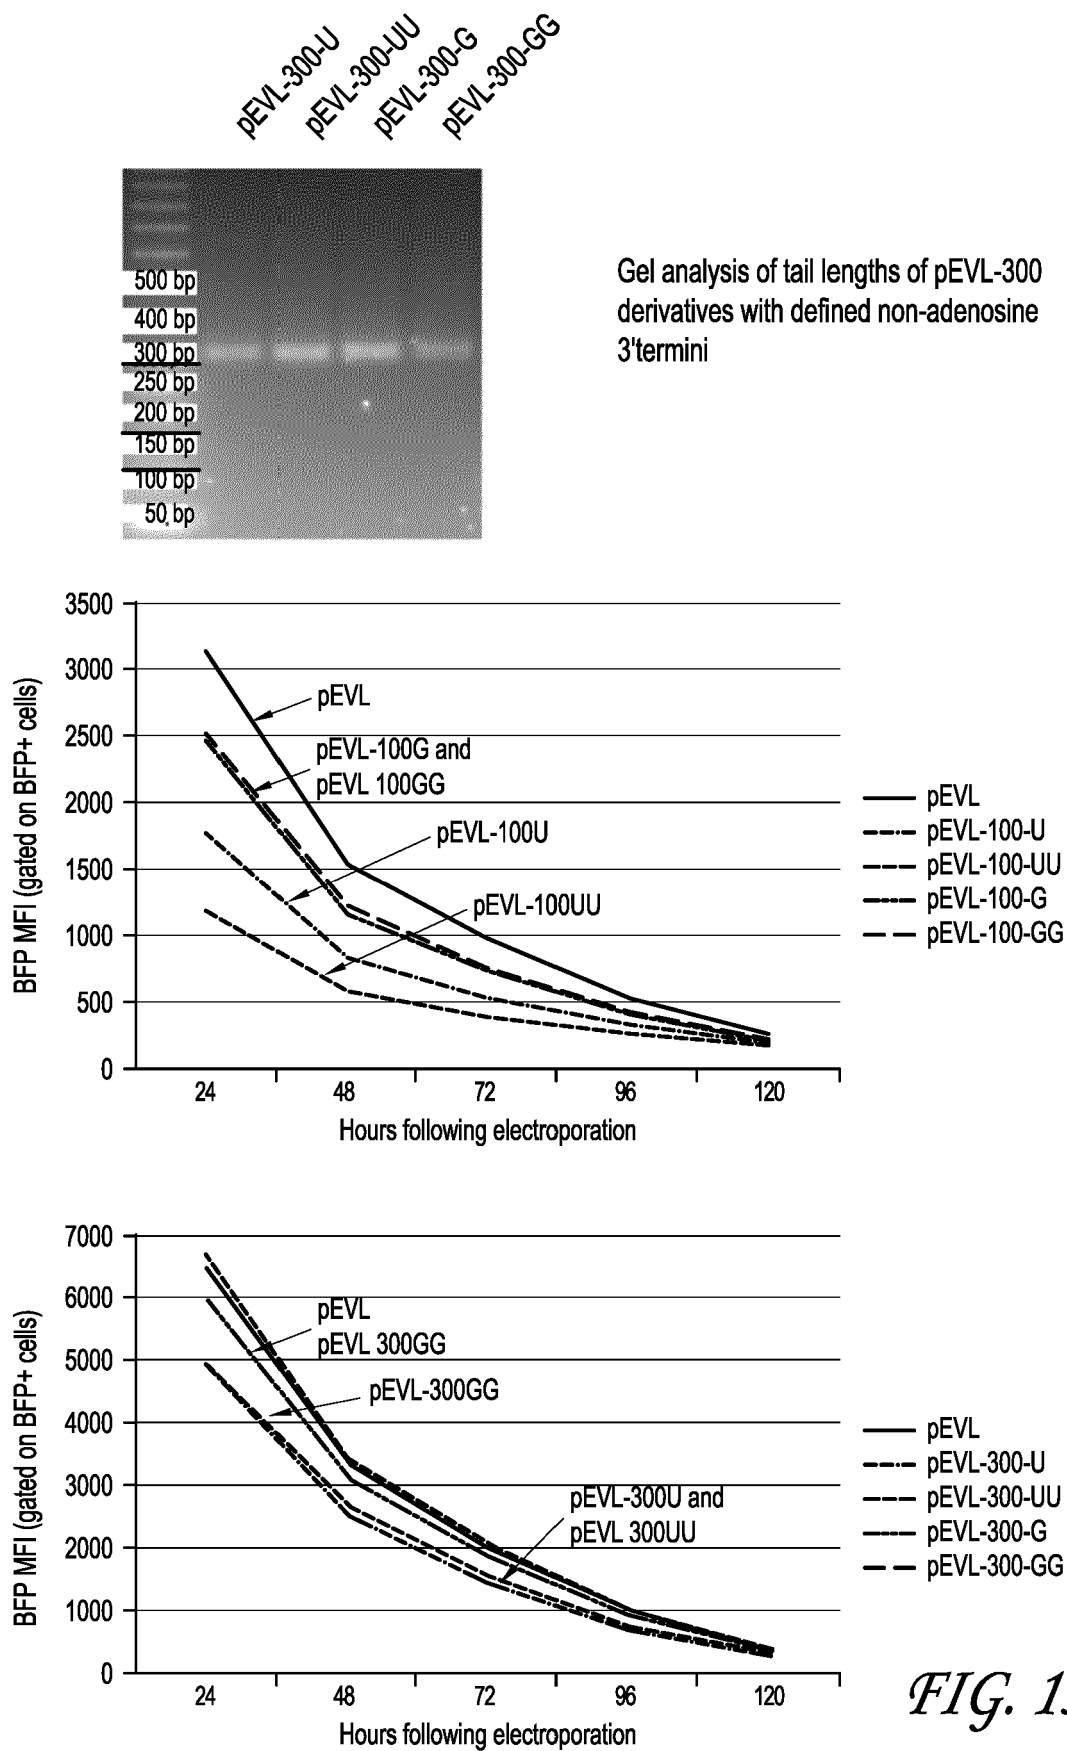 pEVL-300-U
pEVL-300-UU
pEVL-300-G
pEVL-300-GG
500 bp
400 bp
300 bp
250 bp
200 bp
150 bp
100 bp
50 bp
Gel analysis of tail lengths of pEVL-300
derivatives with defined non-adenosine
3'termini
BFP MFI (gated on BFP+ cells)
3500
3000
2500
2000
1500
1000
500
0
pEVL
pEVL-100G and
pEVL 100GG
pEVL-100U
pEVL-100UU
24 48 72 96 120
Hours following electroporation
pEVL
pEVL-100-U
pEVL-100-UU
pEVL-100-G
pEVL-100-GG
BFP MFI (gated on BFP+ cells)
7000
6000
5000
4000
3000
2000
1000
0
pEVL
pEVL 300GG
pEVL-300GG
pEVL-300U and
pEVL 300UU
24 48 72 96 120
Hours following electroporation
pEVL
pEVL-300-U
pEVL-300-UU
pEVL-300-G
pEVL-300-GG
FIG.